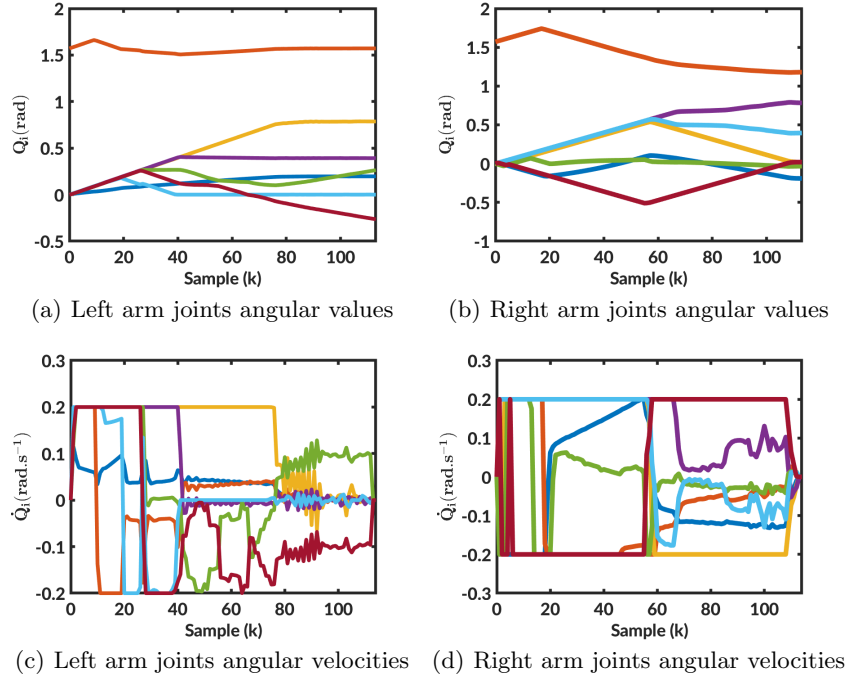 2
1.5
1
0.5
0
-0.5
Q_i(rad)
0 20 40 60 80 100
Sample (k)
(a) Left arm joints angular values
2
1.5
1
0.5
0
-0.5
-1
Q_i(rad)
0 20 40 60 80 100
Sample (k)
(b) Right arm joints angular values
0.3
0.2
0.1
0
-0.1
-0.2
Q̇_i(rad.s⁻¹)
0 20 40 60 80 100
Sample (k)
(c) Left arm joints angular velocities
0.3
0.2
0.1
0
-0.1
-0.2
-0.3
Q̇_i(rad.s⁻¹)
0 20 40 60 80 100
Sample (k)
(d) Right arm joints angular velocities